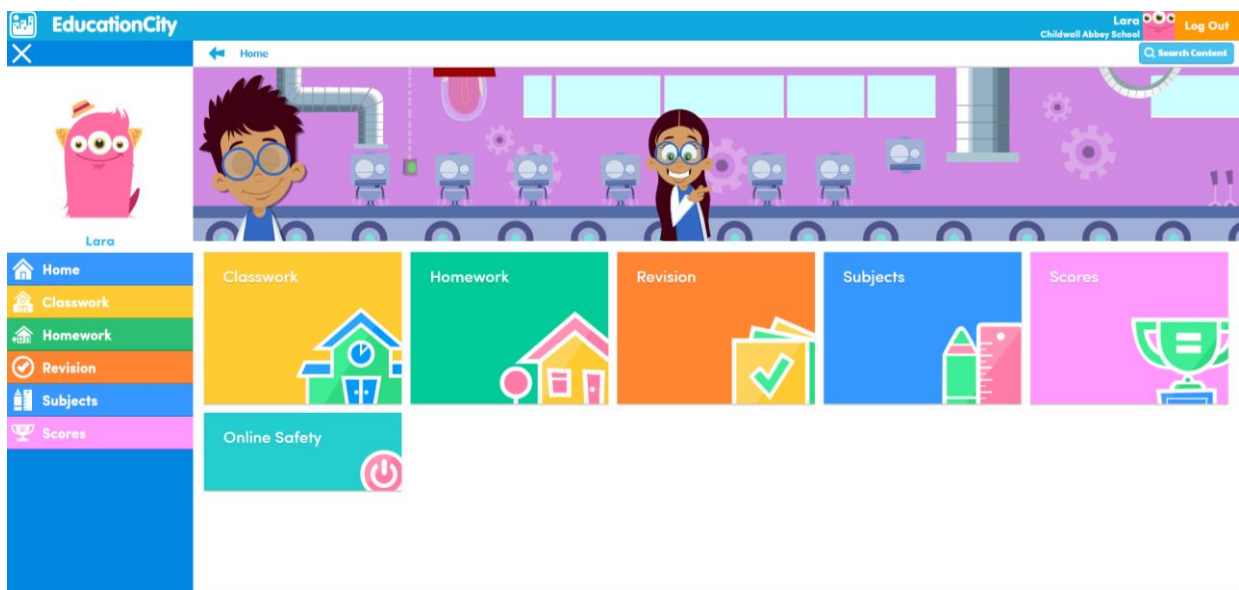 EducationCity
Lara
Childwall Abbey School
Log Out
Home
Search Content
Lara
Home
Classwork
Homework
Revision
Subjects
Scores
Classwork
Homework
Revision
Subjects
Scores
Online Safety